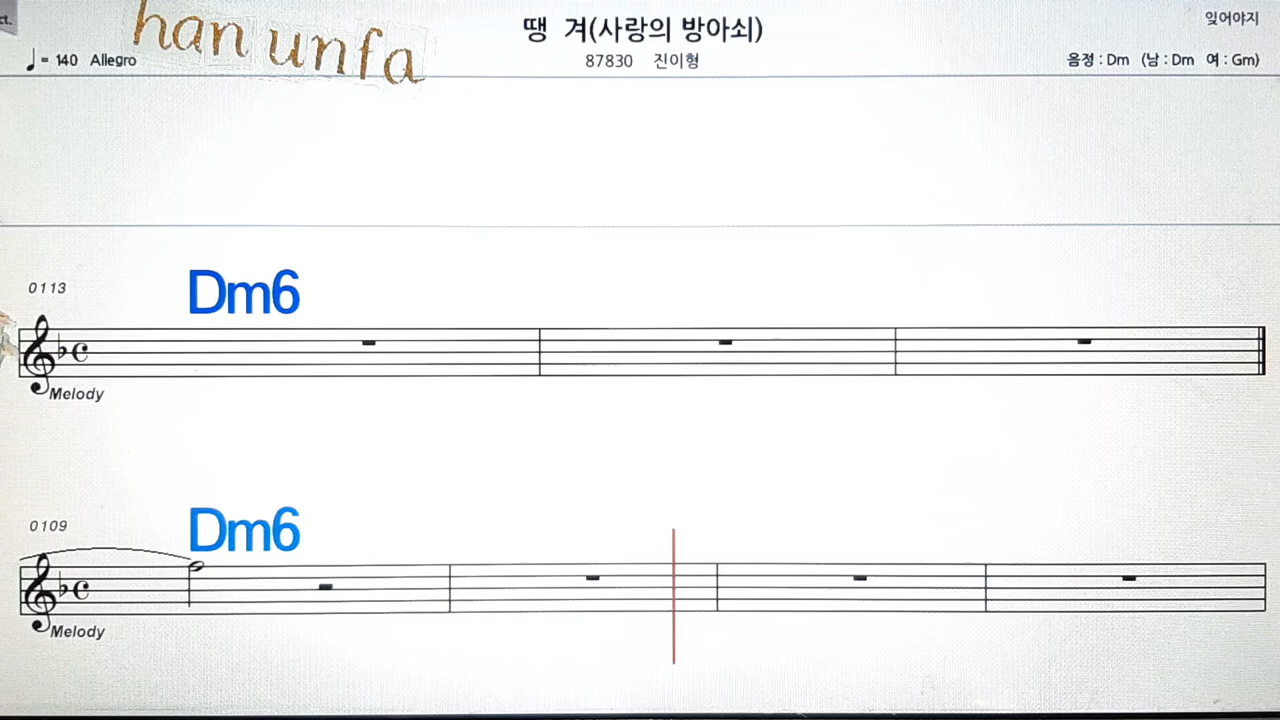 ct.
han unfa
땡 겨(사랑의 방아쇠)
잊어야지
♩ = 140 Allegro
87830 진이형
음정 : Dm (남 : Dm 여 : Gm)
0113
Dm6
Melody
0109
Dm6
Melody